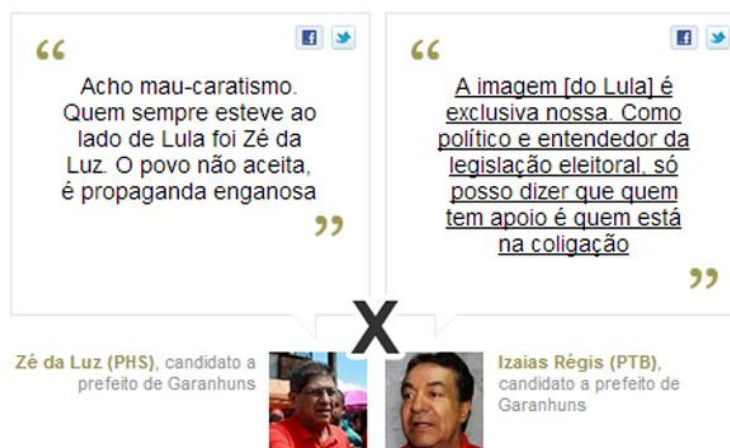 “
Acho mau-caratismo.
Quem sempre esteve ao
lado de Lula foi Zé da
Luz. O povo não aceita,
é propaganda enganosa
”
“
A imagem [do Lula] é
exclusiva nossa. Como
político e entendedor da
legislação eleitoral, só
posso dizer que quem
tem apoio é quem está
na coligação
”
X
Zé da Luz (PHS), candidato a
prefeito de Garanhuns
Izaias Régis (PTB),
candidato a prefeito de
Garanhuns